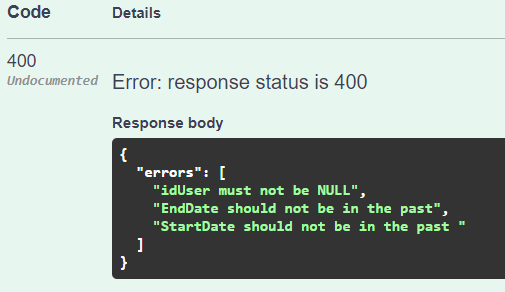 Code Details
400
Undocumented
Error: response status is 400
Response body
{
  "errors": [
    "idUser must not be NULL",
    "EndDate should not be in the past",
    "StartDate should not be in the past "
  ]
}